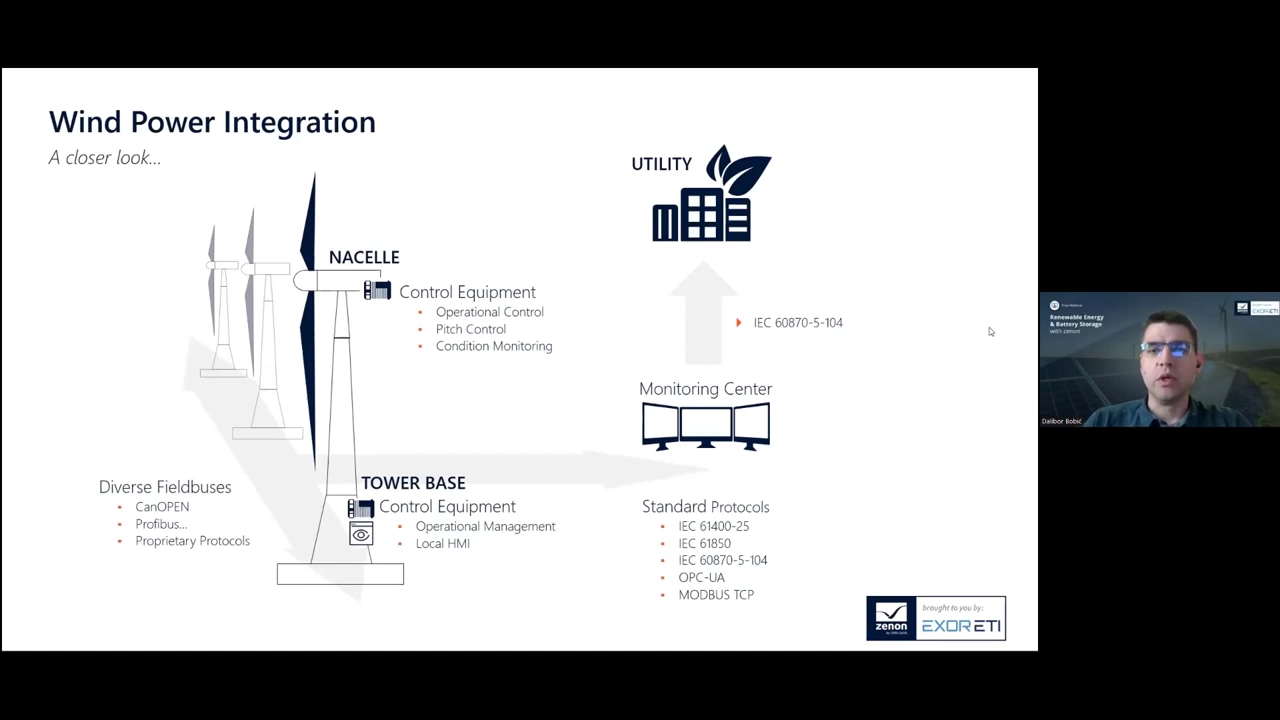 Wind Power Integration
A closer look...
UTILITY
NACELLE
Control Equipment
Operational Control
Pitch Control
Condition Monitoring
IEC 60870-5-104
Monitoring Center
TOWER BASE
Control Equipment
Operational Management
Local HMI
Diverse Fieldbuses
CanOPEN
Profibus...
Proprietary Protocols
Standard Protocols
IEC 61400-25
IEC 61850
IEC 60870-5-104
OPC-UA
MODBUS TCP
zenon
brought to you by:
EXOR ETI
Renewable Energy
& Battery Storage
with zenon
EXOR ETI
Dalibor Bobić